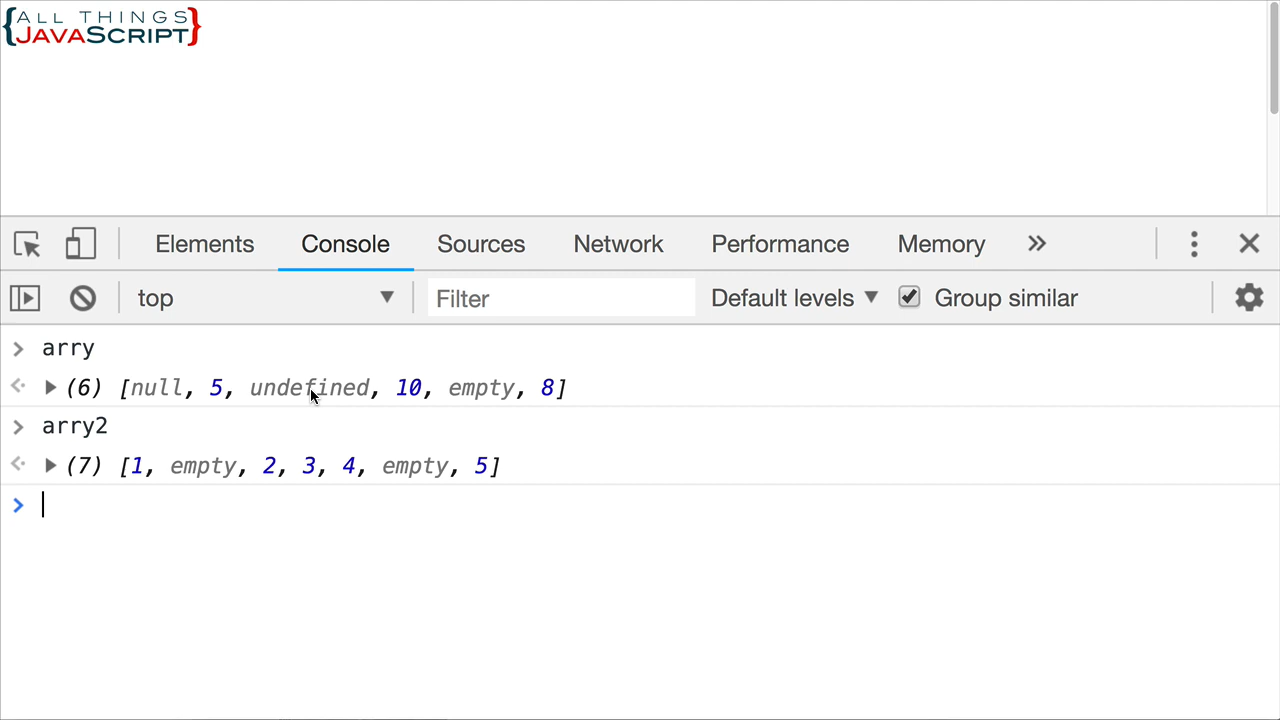 {ALL THINGS
JAVASCRIPT}
Elements Console Sources Network Performance Memory »
top ▼ Filter Default levels ▼ Group similar
> arry
<· ▶ (6) [null, 5, undefined, 10, empty, 8]
> arry2
<· ▶ (7) [1, empty, 2, 3, 4, empty, 5]
>